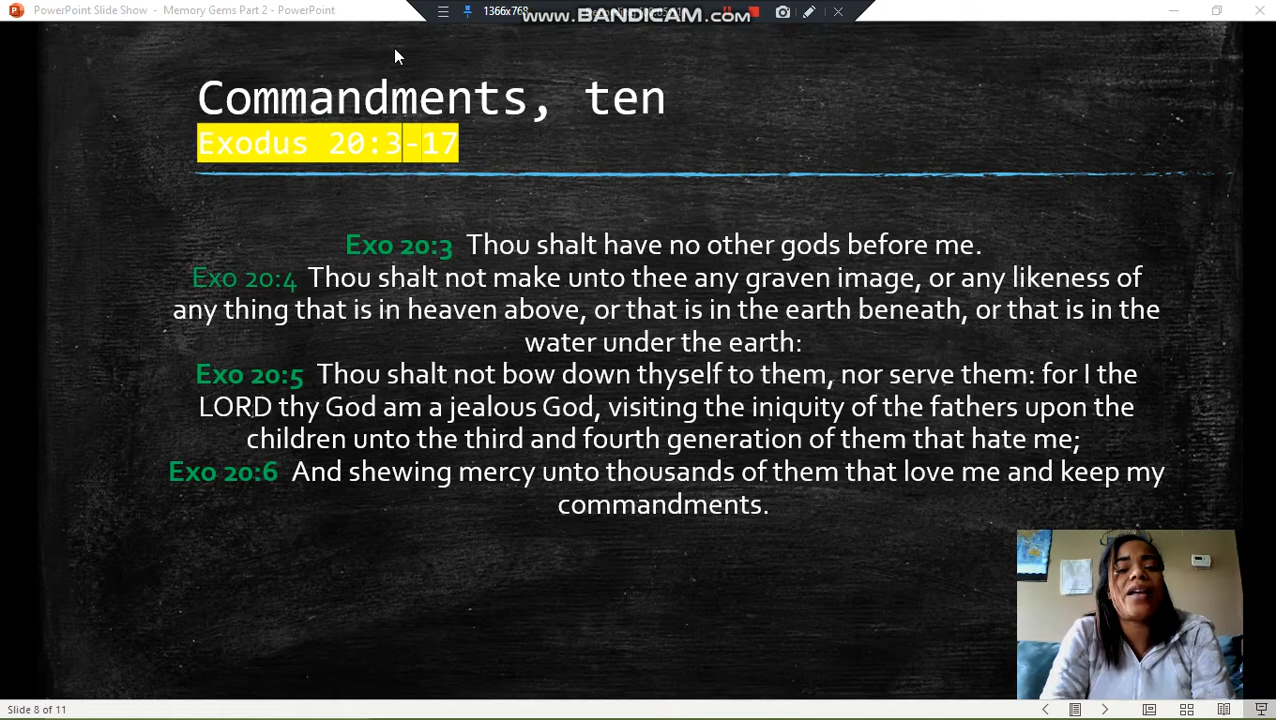 PowerPoint Slide Show - Memory Gems Part 2 - PowerPoint
1366x768
www.BANDICAM.com
Commandments, ten
Exodus 20:3-17
Exo 20:3 Thou shalt have no other gods before me.
Exo 20:4 Thou shalt not make unto thee any graven image, or any likeness of
any thing that is in heaven above, or that is in the earth beneath, or that is in the
water under the earth:
Exo 20:5 Thou shalt not bow down thyself to them, nor serve them: for I the
LORD thy God am a jealous God, visiting the iniquity of the fathers upon the
children unto the third and fourth generation of them that hate me;
Exo 20:6 And shewing mercy unto thousands of them that love me and keep my
commandments.
Slide 8 of 11